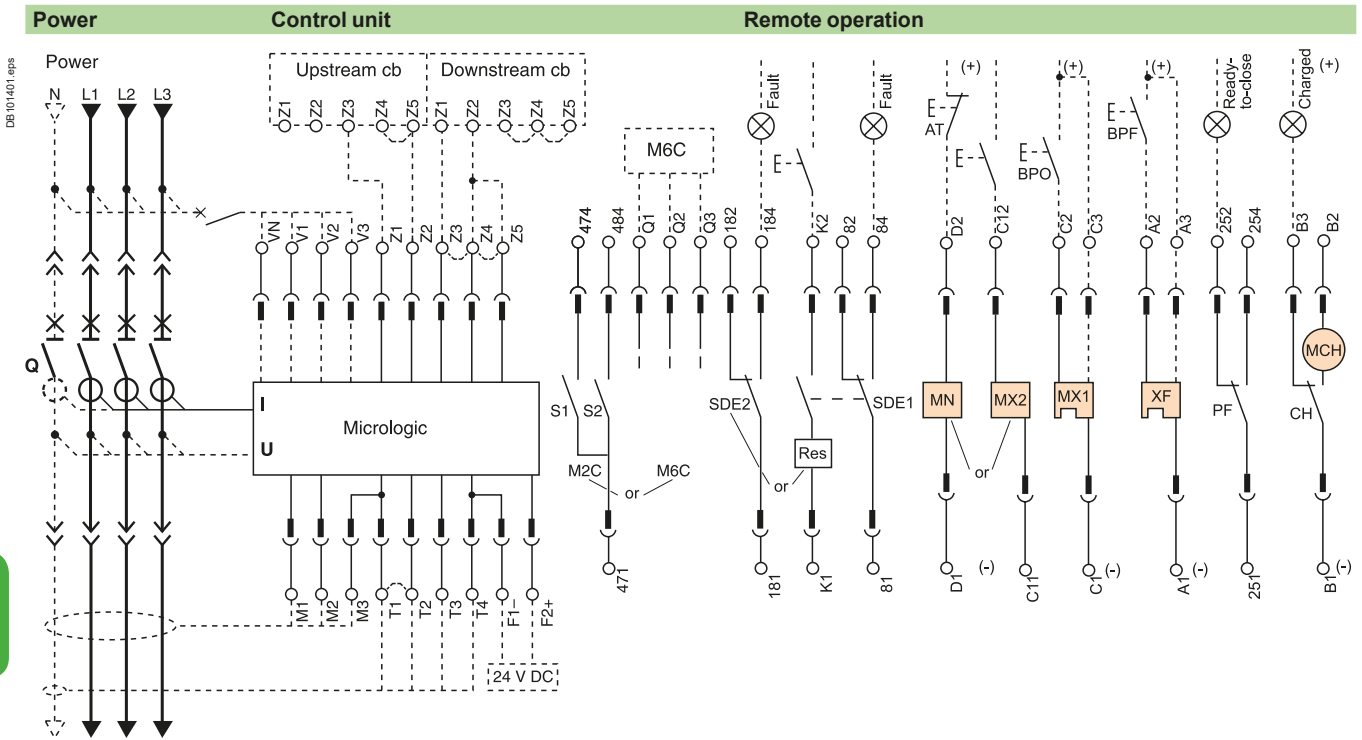 Power Control unit Remote operation
DB101401.eps
Power
N L1 L2 L3
Upstream cb Downstream cb
Z1 Z2 Z3 Z4 Z5 Z1 Z2 Z3 Z4 Z5
M6C
Fault Fault
(+) (+) (+) (+)
Ready-
to-close
Charged
AT BPO BPF
VN V1 V2 V3 Z1 Z2 Z3 Z4 Z5
474 484 Q1 Q2 Q3 182 184 K2 82 84 D2 C12 C2 C3 A2 A3 252 254 B3 B2
Q
MCH
I
U
Micrologic
S1 S2
SDE2 SDE1
MN MX2 MX1 XF
PF CH
Res
M2C or M6C
or
or
M1 M2 M3 T1 T2 T3 T4 F1– F2+
471 181 K1 81 D1 (-) C11 C1 (-) A1 (-) 251 B1 (-)
24 V DC